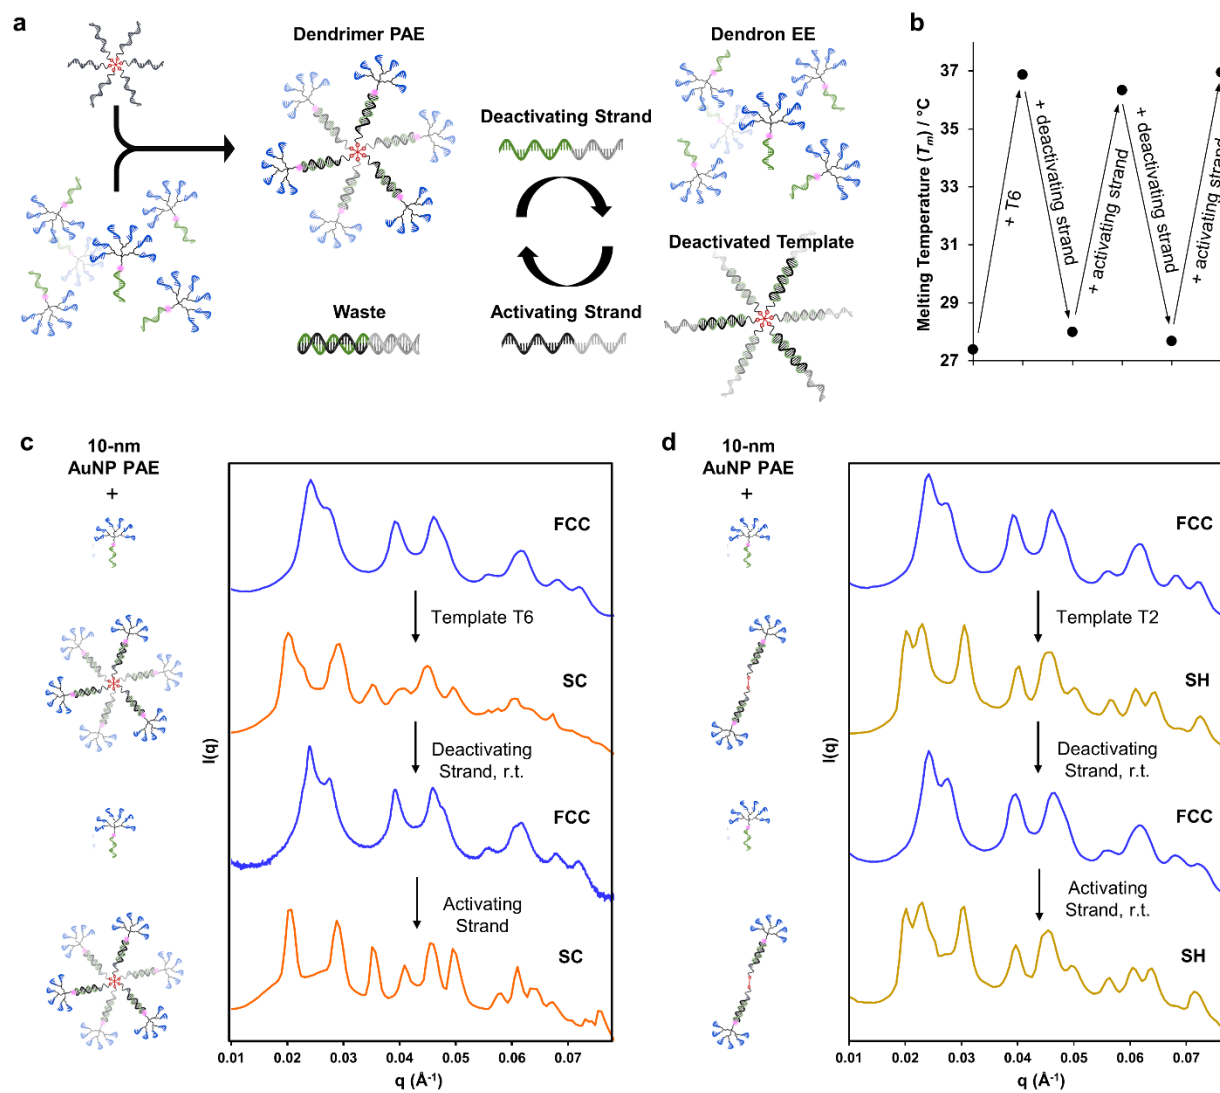 a
Dendrimer PAE
Dendron EE
Deactivating Strand
Deactivated Template
Waste
Activating Strand
b
Melting Temperature (Tm) / °C
37
35
33
31
29
27
+ T6
+ deactivating strand
+ activating strand
+ deactivating strand
+ activating strand
c
10-nm
AuNP PAE
+
FCC
Template T6
SC
Deactivating
Strand, r.t.
FCC
Activating
Strand
SC
I(q)
0.01 0.02 0.03 0.04 0.05 0.06 0.07
q (Å-1)
d
10-nm
AuNP PAE
+
FCC
Template T2
SH
Deactivating
Strand, r.t.
FCC
Activating
Strand, r.t.
SH
I(q)
0.01 0.02 0.03 0.04 0.05 0.06 0.07
q (Å-1)